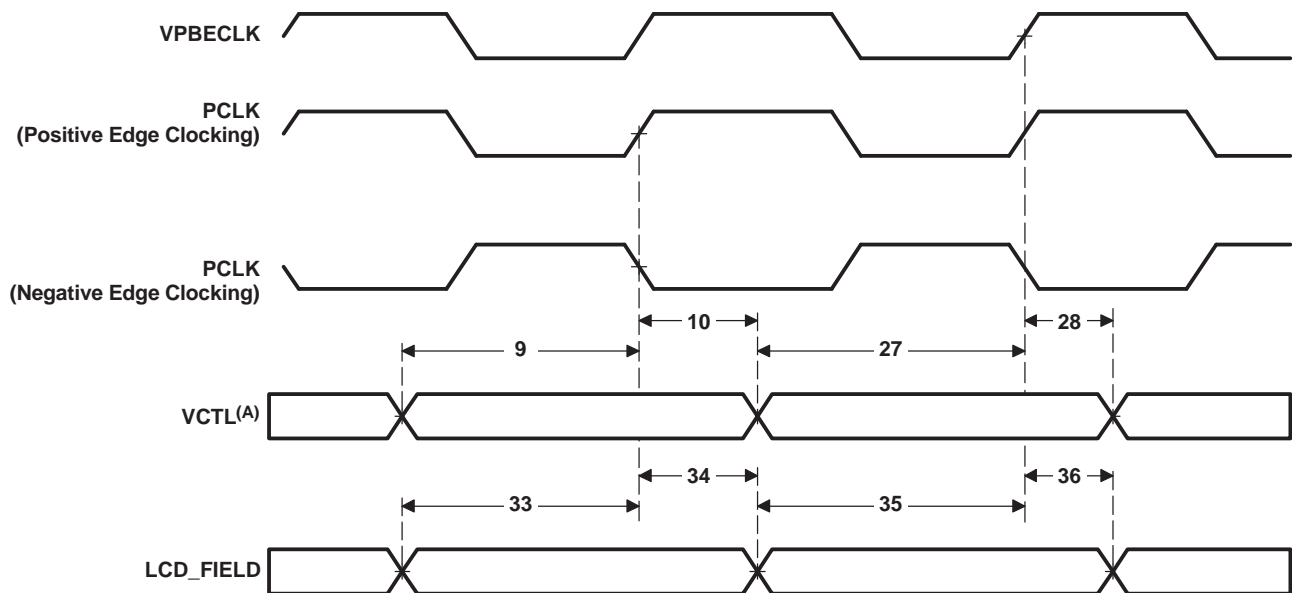 VPBECLK
PCLK
(Positive Edge Clocking)
PCLK
(Negative Edge Clocking)
10
28
9
27
VCTL(A)
34
36
33
35
LCD_FIELD